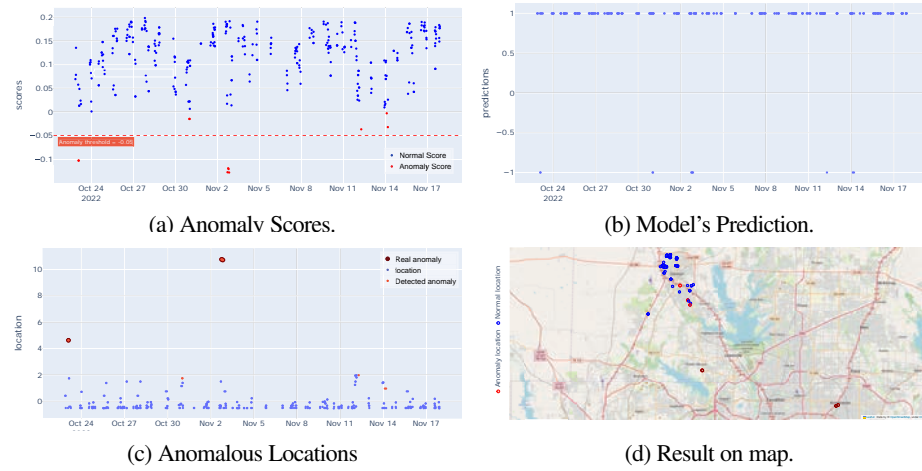 0.2
0.15
0.1
0.05
0
−0.05
−0.1
scores
Anomaly threshold = -0.05
Normal Score
Anomaly Score
Oct 24
2022
Oct 27
Oct 30
Nov 2
Nov 5
Nov 8
Nov 11
Nov 14
Nov 17
(a) Anomaly Scores.
1
0.5
0
−0.5
−1
predictions
Oct 24
2022
Oct 27
Oct 30
Nov 2
Nov 5
Nov 8
Nov 11
Nov 14
Nov 17
(b) Model's Prediction.
10
8
6
4
2
0
location
Real anomaly
location
Detected anomaly
Oct 24
Oct 27
Oct 30
Nov 2
Nov 5
Nov 8
Nov 11
Nov 14
Nov 17
(c) Anomalous Locations
Anomaly location
Normal location
(d) Result on map.